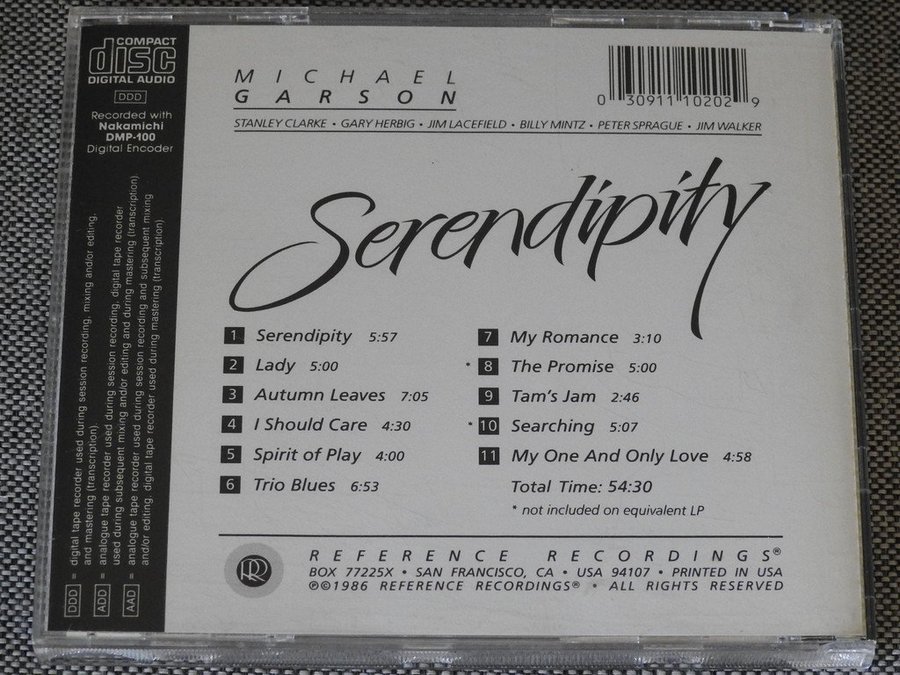 COMPACT
disc
DIGITAL AUDIO
DDD
Recorded with
Nakamichi
DMP-100
Digital Encoder
DDD = digital tape recorder used during session recording, mixing and/or editing,
and mastering (transcription).
ADD = analogue tape recorder used during session recording, digital tape recorder
used during subsequent mixing and/or editing and during mastering (transcription).
AAD = analogue tape recorder used during session recording and subsequent mixing
and/or editing, digital tape recorder used during mastering (transcription).
MICHAEL
GARSON
STANLEY CLARKE • GARY HERBIG • JIM LACEFIELD • BILLY MINTZ • PETER SPRAGUE • JIM WALKER
0 30911 10202 9
Serendipity
1 Serendipity 5:57
2 Lady 5:00
3 Autumn Leaves 7:05
4 I Should Care 4:30
5 Spirit of Play 4:00
6 Trio Blues 6:53
7 My Romance 3:10
* 8 The Promise 5:00
9 Tam's Jam 2:46
* 10 Searching 5:07
11 My One And Only Love 4:58
Total Time: 54:30
* not included on equivalent LP
RR
REFERENCE RECORDINGS®
BOX 77225X • SAN FRANCISCO, CA • USA 94107 • PRINTED IN USA
℗©1986 REFERENCE RECORDINGS® • ALL RIGHTS RESERVED